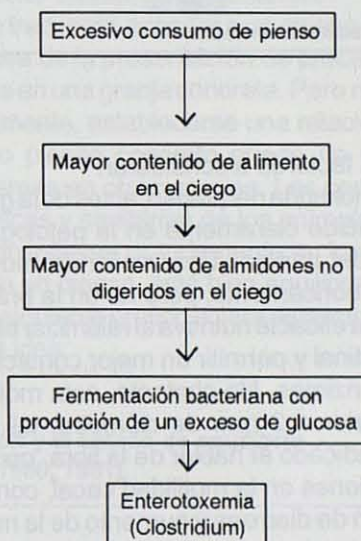 Excesivo consumo de pienso
Mayor contenido de alimento
en el ciego
Mayor contenido de almidones no
digeridos en el ciego
Fermentación bacteriana con
producción de un exceso de glucosa
Enterotoxemia
(Clostridium)